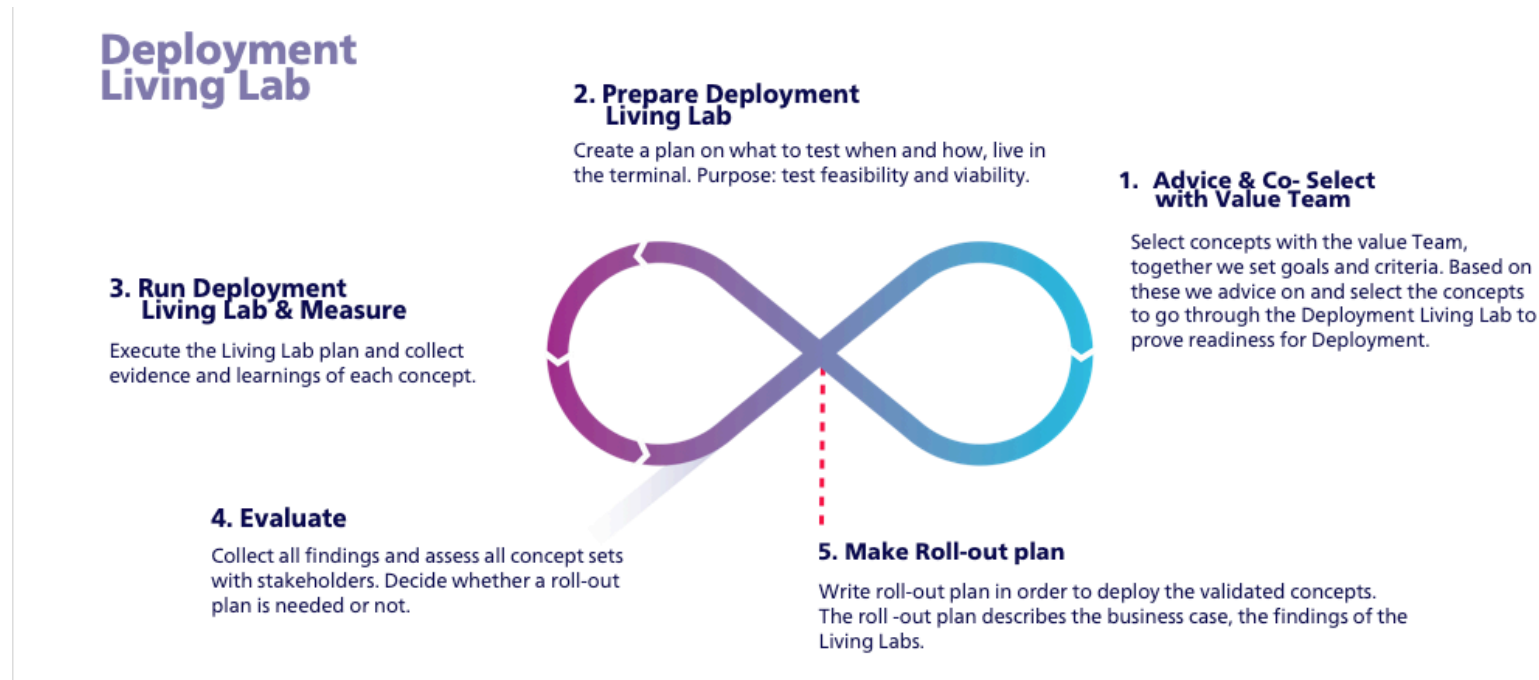 Deployment
Living Lab
2. Prepare Deployment
Living Lab
Create a plan on what to test when and how, live in
the terminal. Purpose: test feasibility and viability.
1. Advice & Co- Select
with Value Team
Select concepts with the value Team,
together we set goals and criteria. Based on
these we advice on and select the concepts
to go through the Deployment Living Lab to
prove readiness for Deployment.
3. Run Deployment
Living Lab & Measure
Execute the Living Lab plan and collect
evidence and learnings of each concept.
4. Evaluate
Collect all findings and assess all concept sets
with stakeholders. Decide whether a roll-out
plan is needed or not.
5. Make Roll-out plan
Write roll-out plan in order to deploy the validated concepts.
The roll -out plan describes the business case, the findings of the
Living Labs.